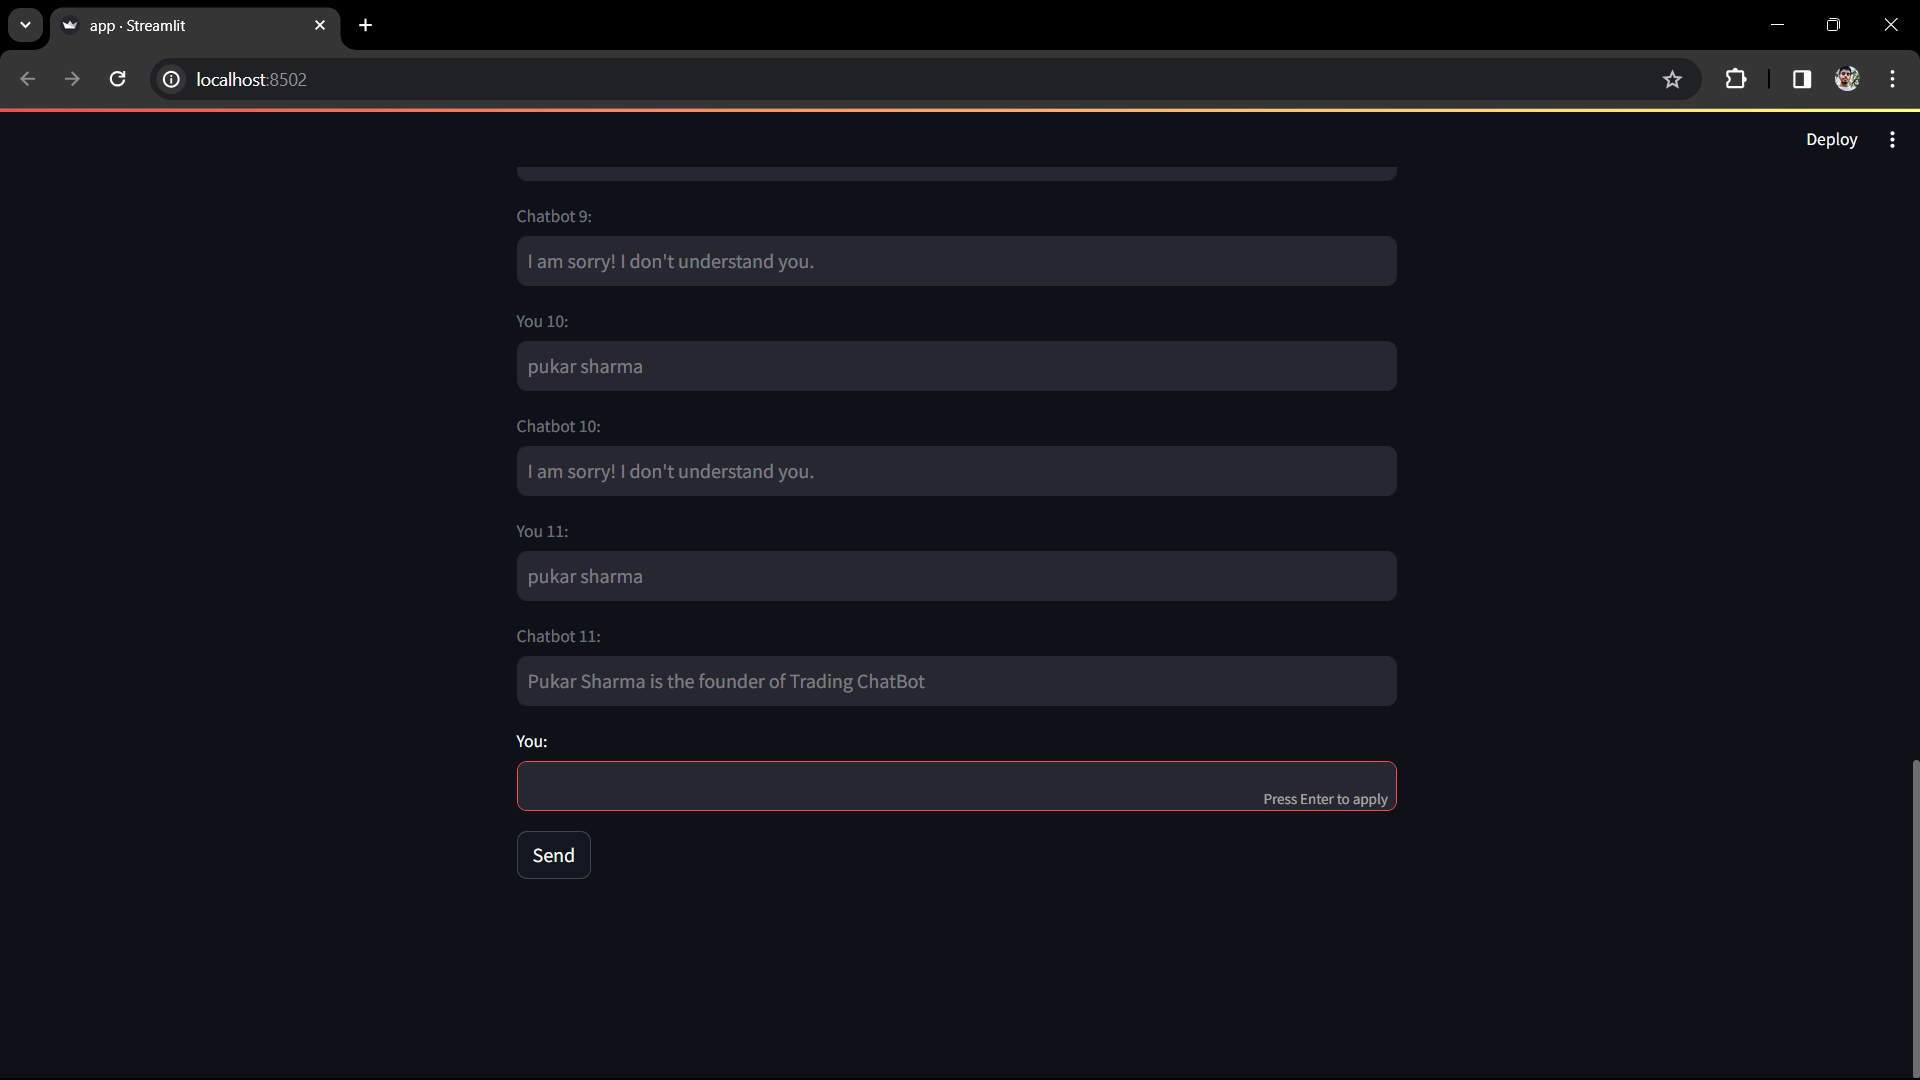 app · Streamlit
localhost:8502
Deploy
Chatbot 9:
I am sorry! I don't understand you.
You 10:
pukar sharma
Chatbot 10:
I am sorry! I don't understand you.
You 11:
pukar sharma
Chatbot 11:
Pukar Sharma is the founder of Trading ChatBot
You:
Press Enter to apply
Send